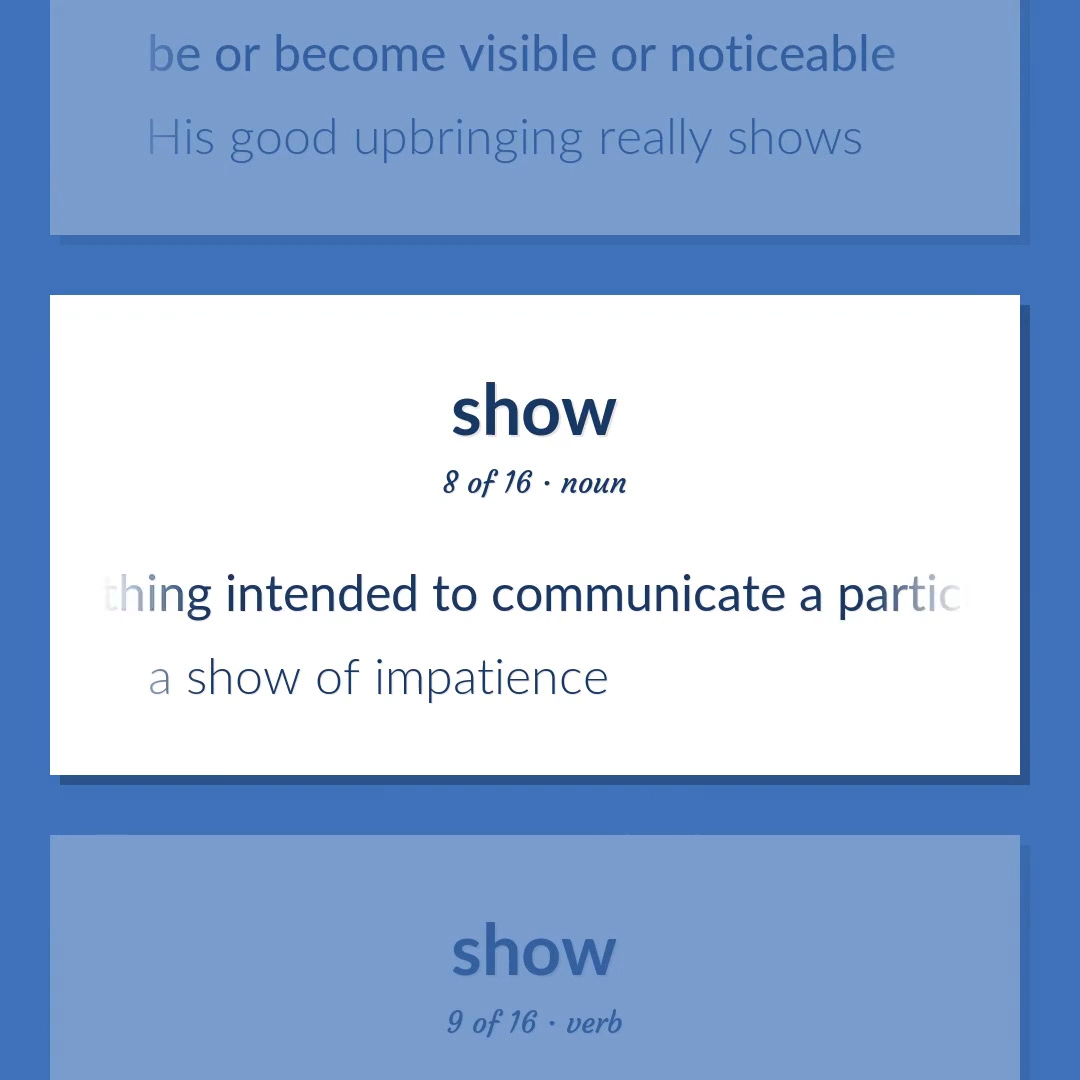 be or become visible or noticeable
His good upbringing really shows
show
8 of 16 · noun
thing intended to communicate a partic
a show of impatience
show
9 of 16 · verb